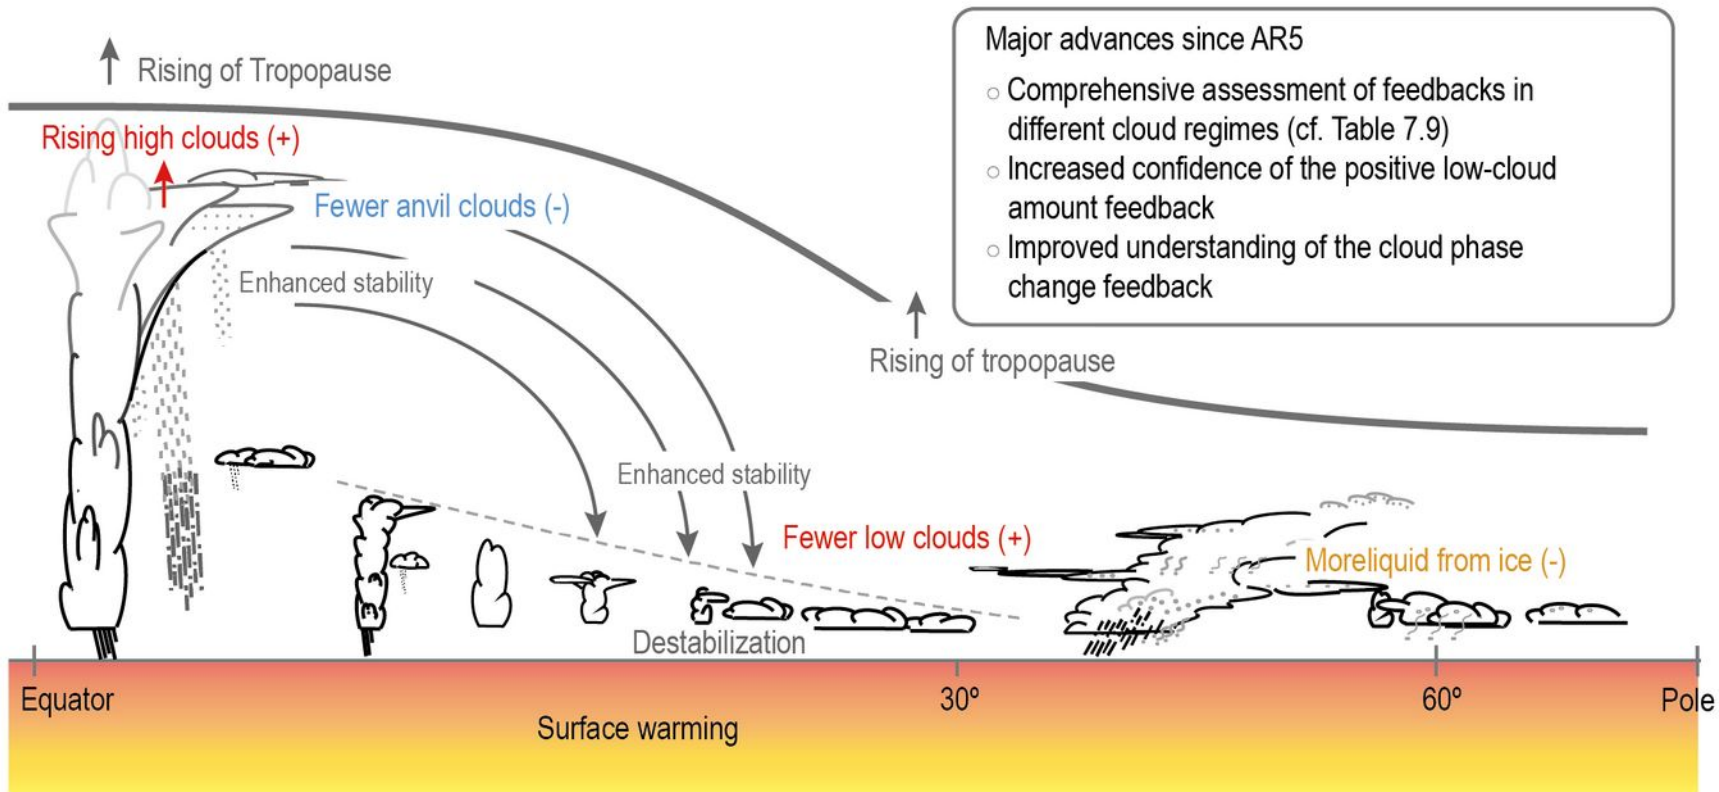 Major advances since AR5
○ Comprehensive assessment of feedbacks in
different cloud regimes (cf. Table 7.9)
○ Increased confidence of the positive low-cloud
amount feedback
○ Improved understanding of the cloud phase
change feedback
Rising of Tropopause
Rising high clouds (+)
Fewer anvil clouds (-)
Enhanced stability
Rising of tropopause
Enhanced stability
Fewer low clouds (+)
Moreliquid from ice (-)
Destabilization
Equator
30º
60º
Pole
Surface warming